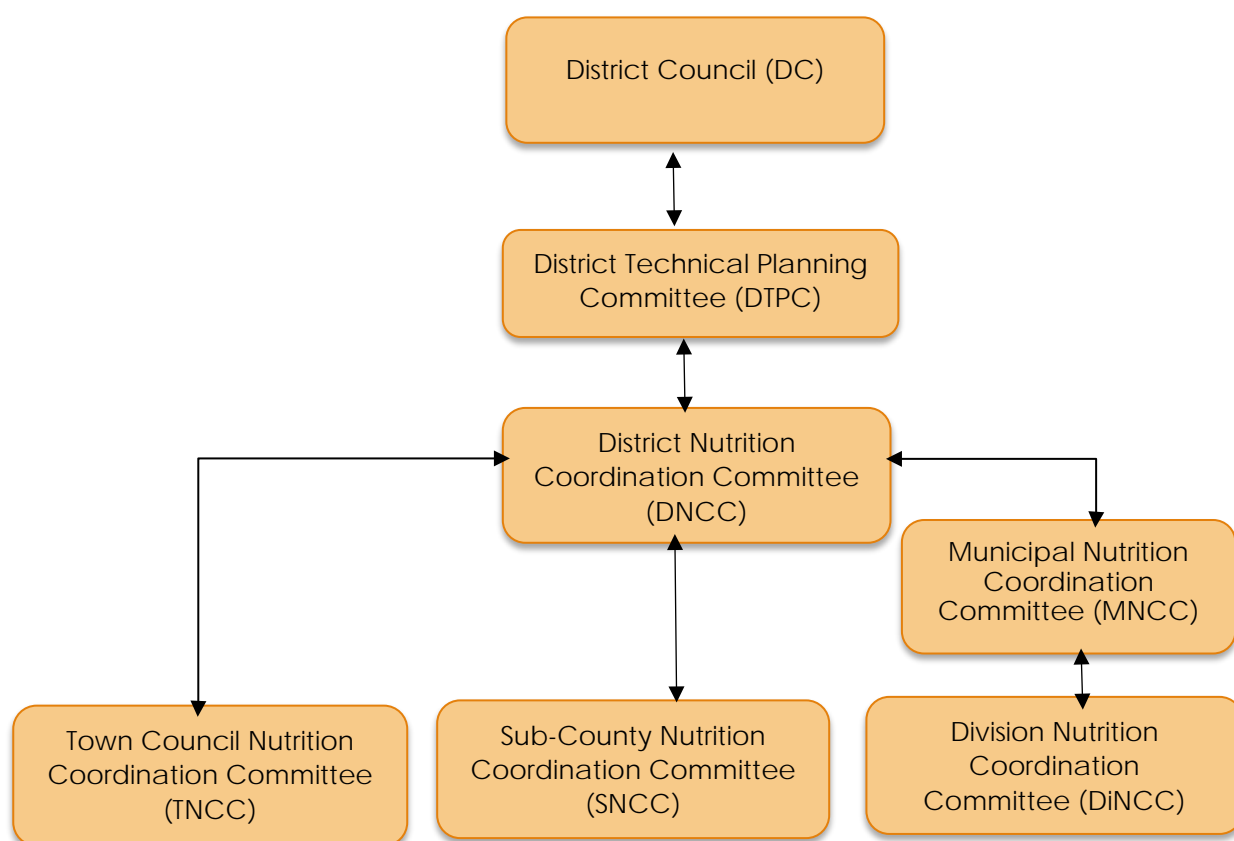 District Council (DC)
District Technical Planning
Committee (DTPC)
District Nutrition
Coordination Committee
(DNCC)
Municipal Nutrition
Coordination
Committee (MNCC)
Town Council Nutrition
Coordination Committee
(TNCC)
Sub-County Nutrition
Coordination Committee
(SNCC)
Division Nutrition
Coordination
Committee (DiNCC)